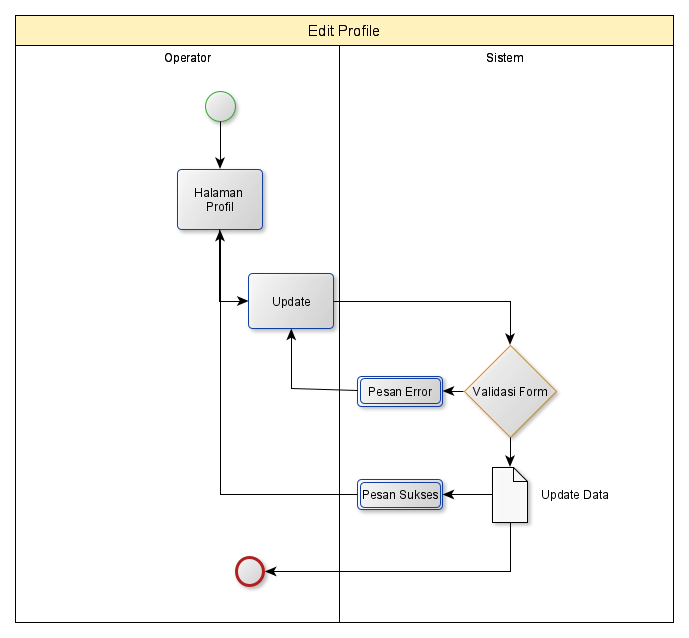 Edit Profile
Operator
Sistem
Halaman
Profil
Update
Pesan Error
Validasi Form
Pesan Sukses
Update Data